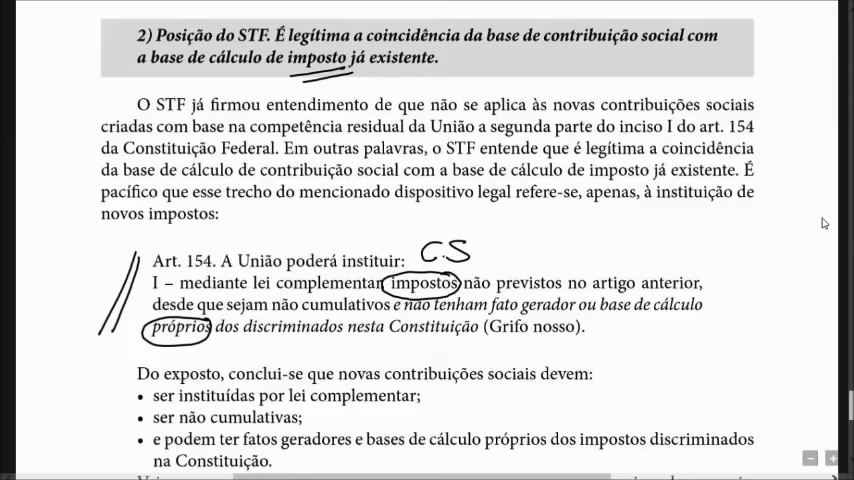 2) Posição do STF. É legítima a coincidência da base de contribuição social com
a base de cálculo de imposto já existente.
O STF já firmou entendimento de que não se aplica às novas contribuições sociais
criadas com base na competência residual da União a segunda parte do inciso I do art. 154
da Constituição Federal. Em outras palavras, o STF entende que é legítima a coincidência
da base de cálculo de contribuição social com a base de cálculo de imposto já existente. É
pacífico que esse trecho do mencionado dispositivo legal refere-se, apenas, à instituição de
novos impostos:
C.S
Art. 154. A União poderá instituir:
I – mediante lei complementar, impostos não previstos no artigo anterior,
desde que sejam não cumulativos e não tenham fato gerador ou base de cálculo
próprios dos discriminados nesta Constituição (Grifo nosso).
Do exposto, conclui-se que novas contribuições sociais devem:
• ser instituídas por lei complementar;
• ser não cumulativas;
• e podem ter fatos geradores e bases de cálculo próprios dos impostos discriminados
na Constituição.